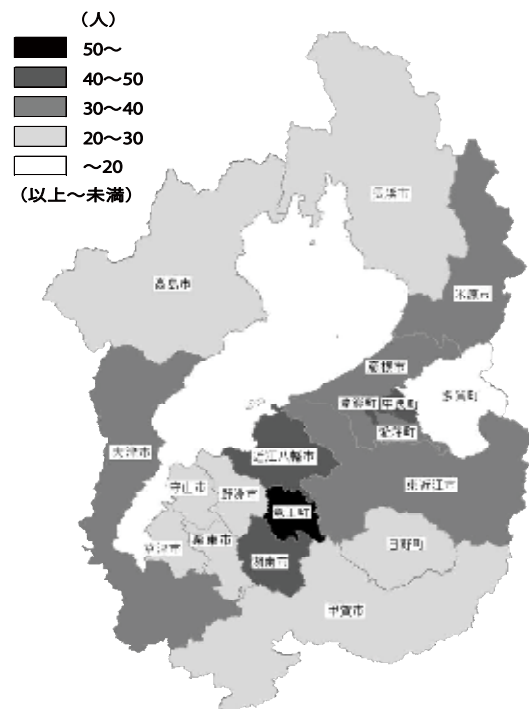 （人）
50～
40～50
30～40
20～30
～20
（以上～未満）
長浜市
高島市
米原市
彦根市
多賀町
豊郷町
甲良町
愛荘町
大津市
近江八幡市
東近江市
守山市
野洲市
竜王町
草津市
栗東市
湖南市
日野町
甲賀市